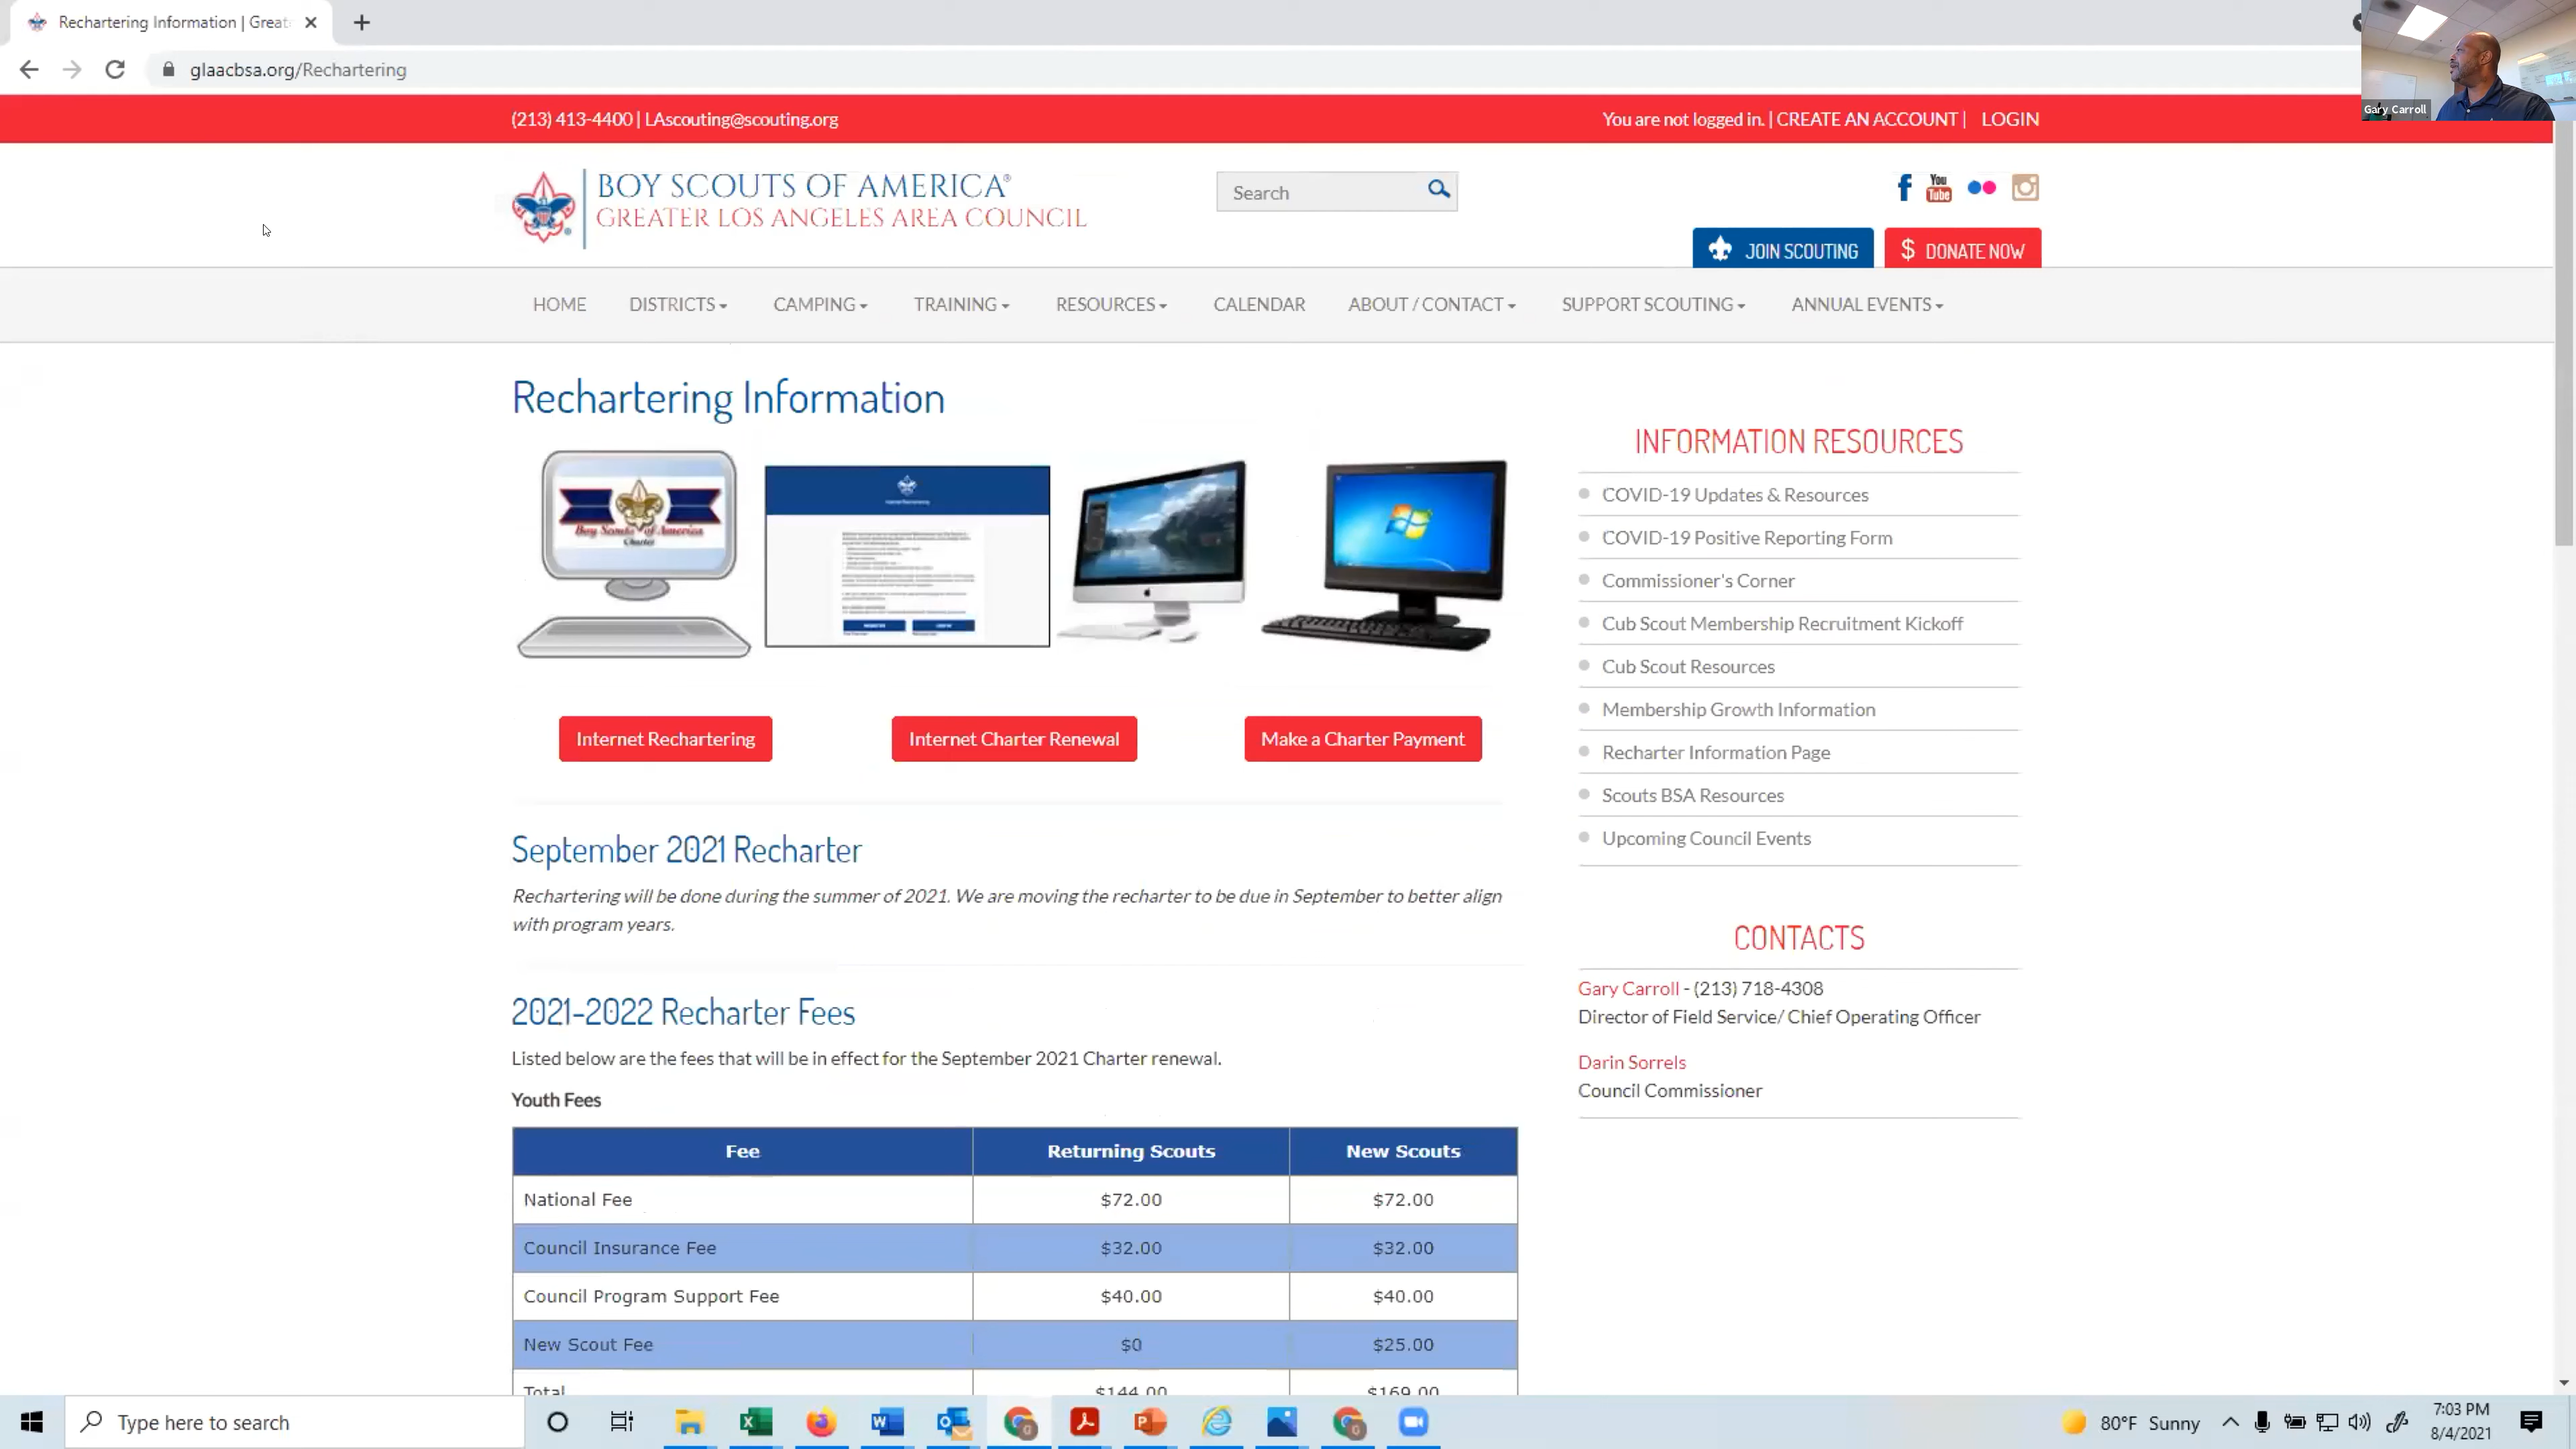 Rechartering Information | Great
glaacbsa.org/Rechartering
Gary Carroll
(213) 413-4400 | LAscouting@scouting.org
You are not logged in. | CREATE AN ACCOUNT | LOGIN
BOY SCOUTS OF AMERICA®
GREATER LOS ANGELES AREA COUNCIL
Search
You
Tube
JOIN SCOUTING
$ DONATE NOW
HOME DISTRICTS CAMPING TRAINING RESOURCES CALENDAR ABOUT / CONTACT SUPPORT SCOUTING ANNUAL EVENTS
Rechartering Information
Boy Scouts of America
Charter
Internet Rechartering
Internet Charter Renewal
Make a Charter Payment
September 2021 Recharter
Rechartering will be done during the summer of 2021. We are moving the recharter to be due in September to better align
with program years.
2021-2022 Recharter Fees
Listed below are the fees that will be in effect for the September 2021 Charter renewal.
Youth Fees
Fee Returning Scouts New Scouts
National Fee $72.00 $72.00
Council Insurance Fee $32.00 $32.00
Council Program Support Fee $40.00 $40.00
New Scout Fee $0 $25.00
Total $144.00 $169.00
INFORMATION RESOURCES
COVID-19 Updates & Resources
COVID-19 Positive Reporting Form
Commissioner's Corner
Cub Scout Membership Recruitment Kickoff
Cub Scout Resources
Membership Growth Information
Recharter Information Page
Scouts BSA Resources
Upcoming Council Events
CONTACTS
Gary Carroll - (213) 718-4308
Director of Field Service/ Chief Operating Officer
Darin Sorrels
Council Commissioner
Type here to search
80°F Sunny
7:03 PM
8/4/2021